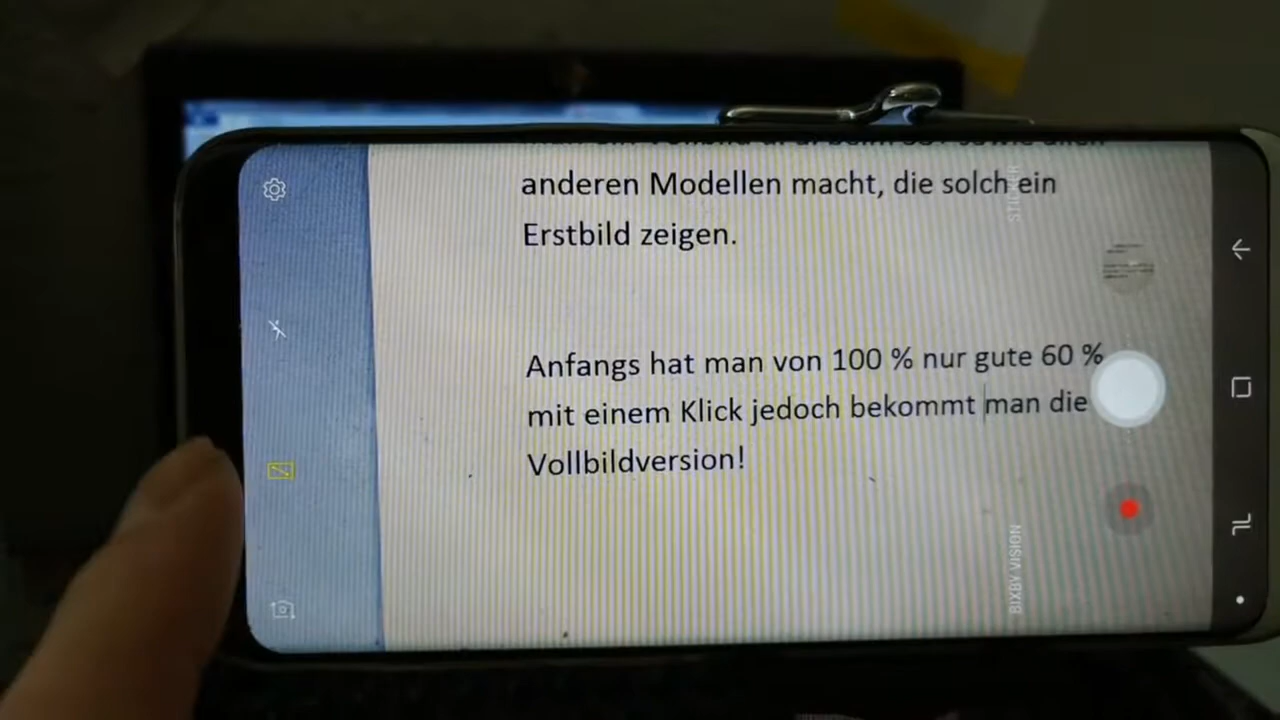 anderen Modellen macht, die solch ein
Erstbild zeigen.
Anfangs hat man von 100 % nur gute 60 %
mit einem Klick jedoch bekommt man die
Vollbildversion!
BIXBY VISION